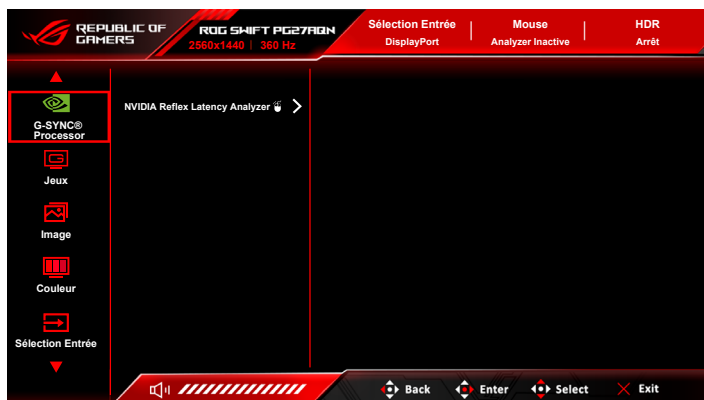 REPUBLIC OF
GAMERS
ROG SWIFT PG27AQN
2560x1440 | 360 Hz
Sélection Entrée
DisplayPort
Mouse
Analyzer Inactive
HDR
Arrêt
G-SYNC®
Processor
NVIDIA Reflex Latency Analyzer
Jeux
Image
Couleur
Sélection Entrée
Back
Enter
Select
Exit